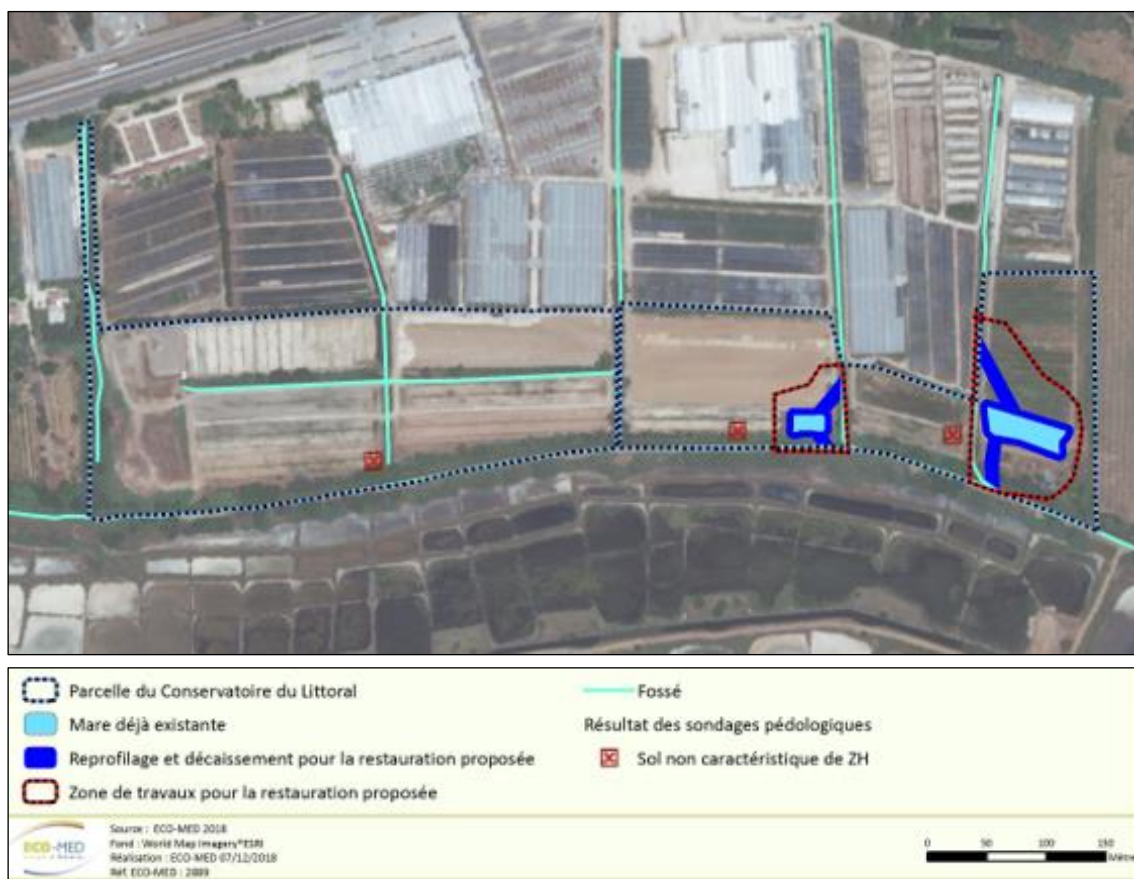 Parcelle du Conservatoire du Littoral
Mare déjà existante
Reprofilage et décaissement pour la restauration proposée
Zone de travaux pour la restauration proposée
Fossé
Résultat des sondages pédologiques
Sol non caractéristique de ZH
ECO-MED
Source : ECO-MED 2018
Fond : World Map Imagery®ESRI
Réalisation : ECO-MED 07/12/2018
Réf. ECO-MED : 2889
0 50 100 150